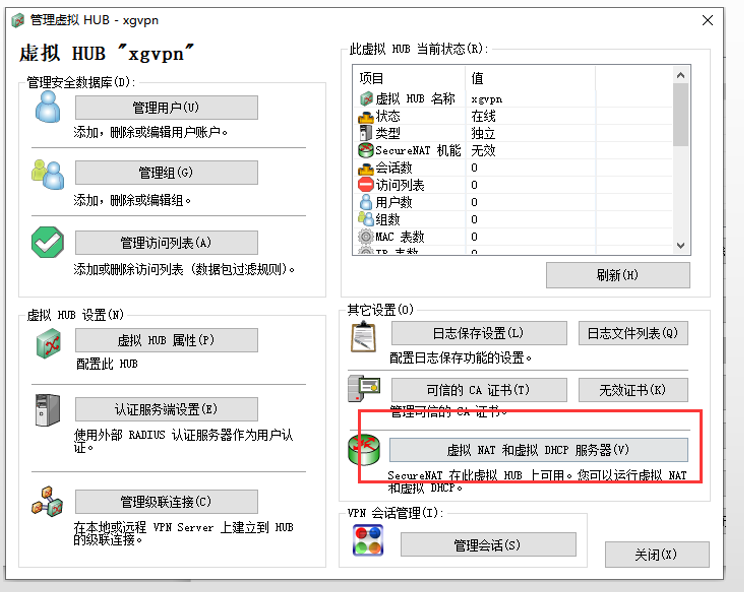 管理虚拟 HUB - xgvpn
虚拟 HUB "xgvpn"
管理安全数据库(D):
管理用户(U)
添加，删除或编辑用户账户。
管理组(G)
添加，删除或编辑组。
管理访问列表(A)
添加或删除访问列表 (数据包过滤规则)。
虚拟 HUB 设置(N)
虚拟 HUB 属性(P)
配置此 HUB
认证服务端设置(E)
使用外部 RADIUS 认证服务器作为用户认
证。
管理级联连接(C)
在本地或远程 VPN Server 上建立到 HUB
的级联连接。
此虚拟 HUB 当前状态(R):
项目 值
虚拟 HUB 名称 xgvpn
状态 在线
类型 独立
SecureNAT 机能 无效
会话数 0
访问列表 0
用户数 0
组数 0
MAC 表数 0
IP 表数 0
刷新(H)
其它设置(O)
日志保存设置(L) 日志文件列表(Q)
配置日志保存功能的设置。
可信的 CA 证书(T) 无效证书(K)
管理可信的 CA 证书。
虚拟 NAT 和虚拟 DHCP 服务器(V)
SecureNAT 在此虚拟 HUB 上可用。您可以运行虚拟 NAT
和虚拟 DHCP。
VPN 会话管理(I):
管理会话(S)
关闭(X)